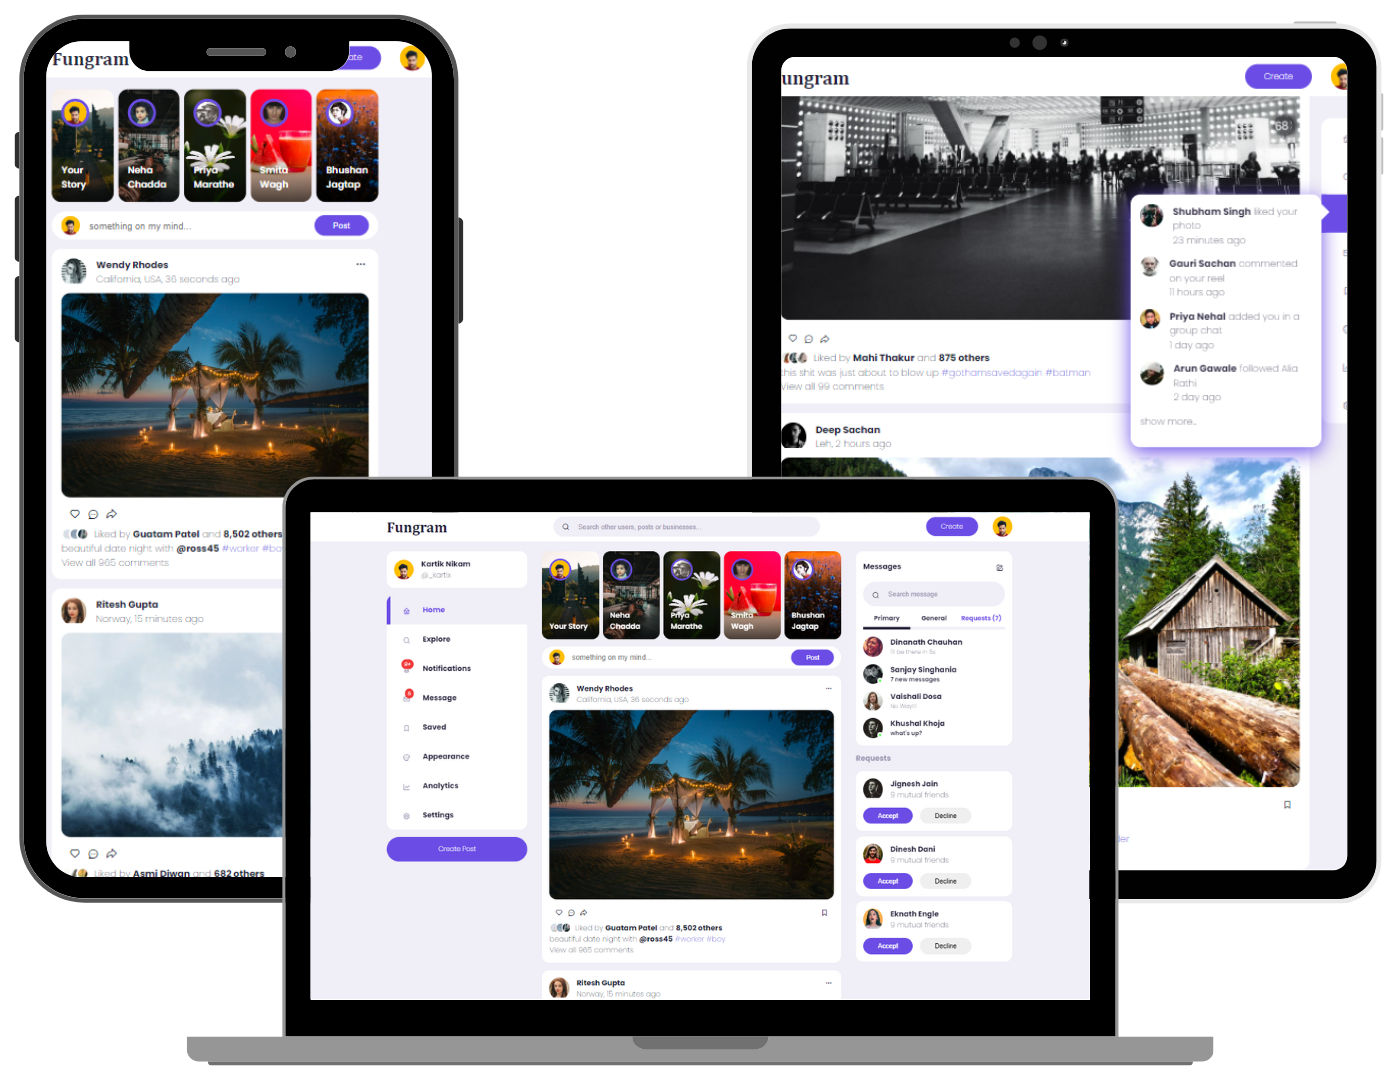 Fungram
ate
Your
Story
Neha
Chadda
Priya
Marathe
Smita
Wagh
Bhushan
Jagtap
something on my mind...
Post
Wendy Rhodes
California, USA, 36 seconds ago
Liked by Guatam Patel and 8,502 others
beautiful date night with @ross45 #worker #bo
View all 965 comments
Ritesh Gupta
Norway, 15 minutes ago
Liked by Asmi Diwan and 682 others
ungram
Create
68
Shubham Singh liked your
photo
23 minutes ago
Gauri Sachan commented
on your reel
11 hours ago
Priya Nehal added you in a
group chat
1 day ago
Arun Gawale followed Alia
Rathi
2 day ago
show more..
Liked by Mahi Thakur and 875 others
this shit was just about to blow up #gothamsavedagain #batman
View all 99 comments
Deep Sachan
Leh, 2 hours ago
ler
Fungram
Search other users, posts or businesses...
Create
Kartik Nikam
@_kartix
Home
Explore
9+
Notifications
6
Message
Saved
Appearance
Analytics
Settings
Create Post
Your Story
Neha
Chadda
Priya
Marathe
Smita
Wagh
Bhushan
Jagtap
something on my mind...
Post
Wendy Rhodes
California, USA, 36 seconds ago
Liked by Guatam Patel and 8,502 others
beautiful date night with @ross45 #worker #boy
View all 965 comments
Ritesh Gupta
Norway, 15 minutes ago
Messages
Search message
Primary General Requests (7)
Dinanath Chauhan
I'll be there in 5s
Sanjay Singhania
7 new messages
Vaishali Dosa
No Way!!!
Khushal Khoja
what's up?
Requests
Jignesh Jain
9 mutual friends
Accept Decline
Dinesh Dani
9 mutual friends
Accept Decline
Eknath Engle
9 mutual friends
Accept Decline